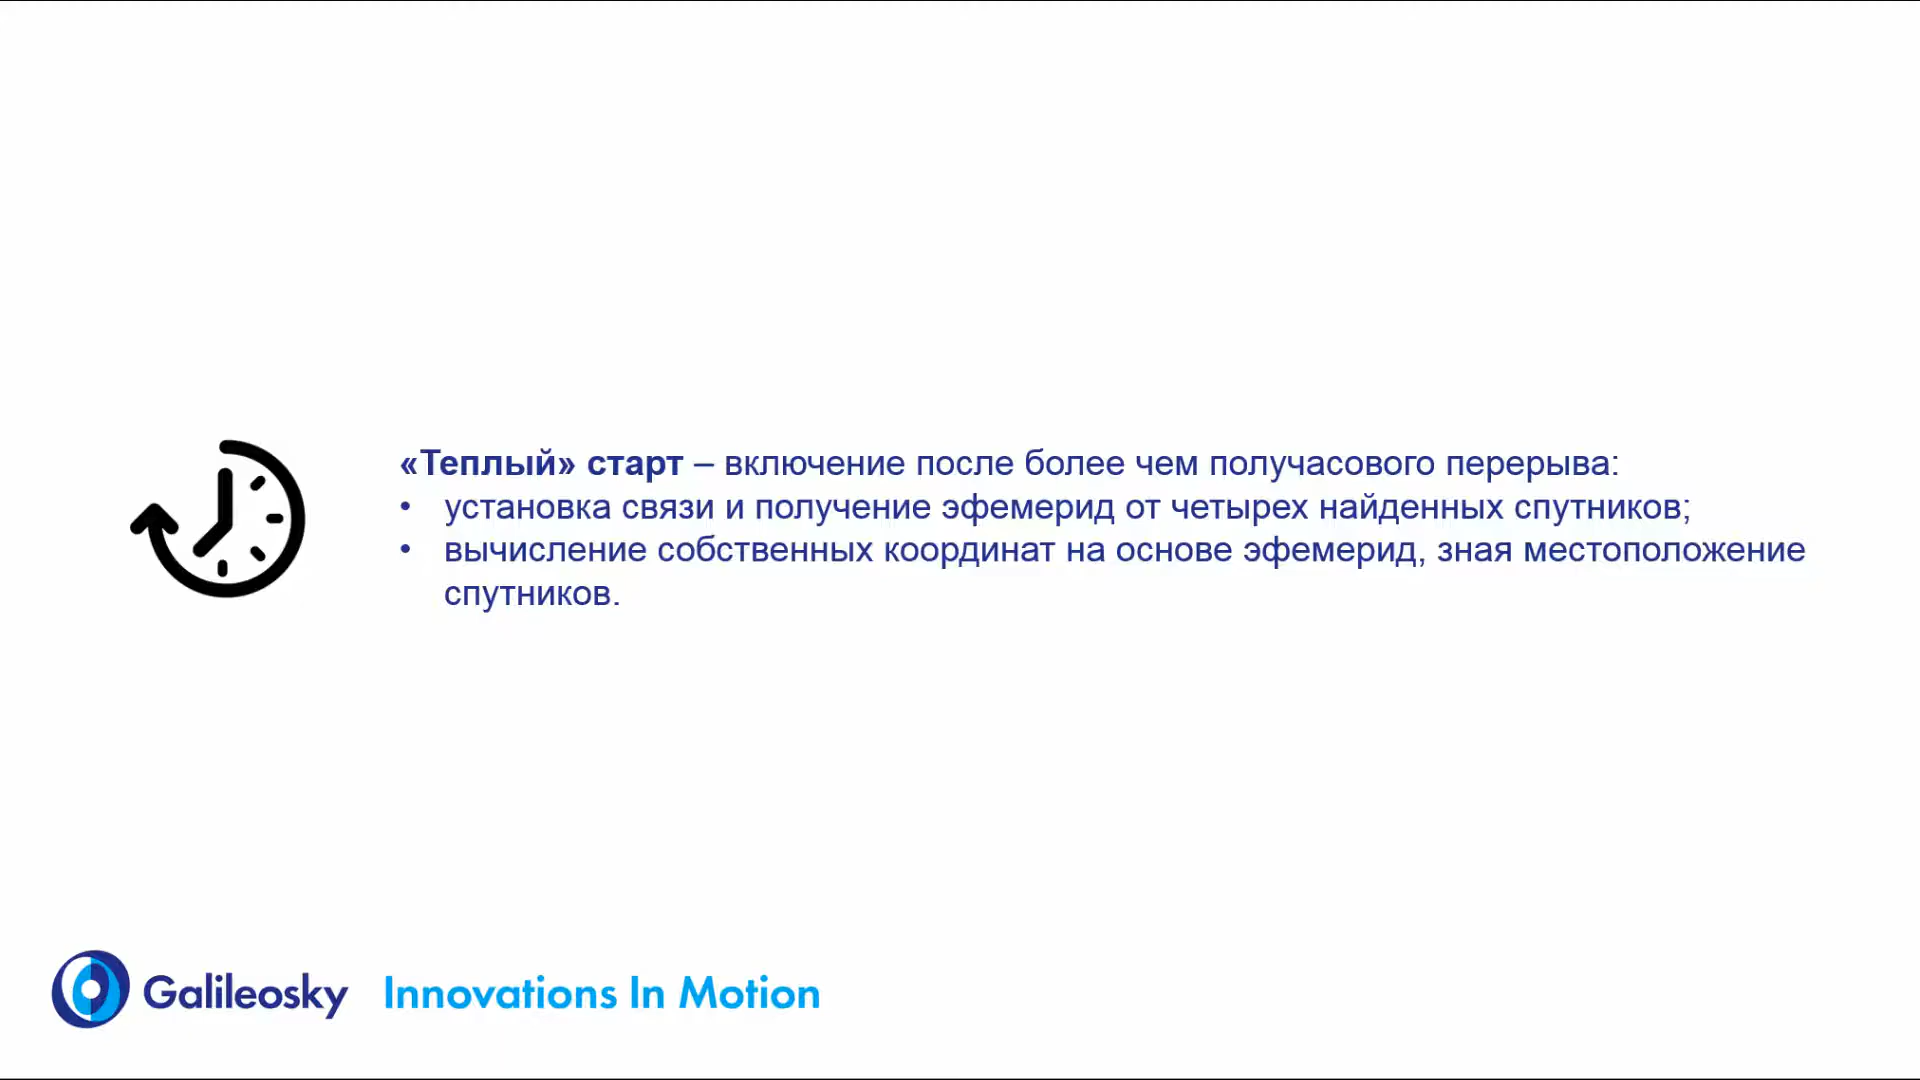 «Теплый» старт – включение после более чем получасового перерыва:
• установка связи и получение эфемерид от четырех найденных спутников;
• вычисление собственных координат на основе эфемерид, зная местоположение
спутников.
Galileosky Innovations In Motion